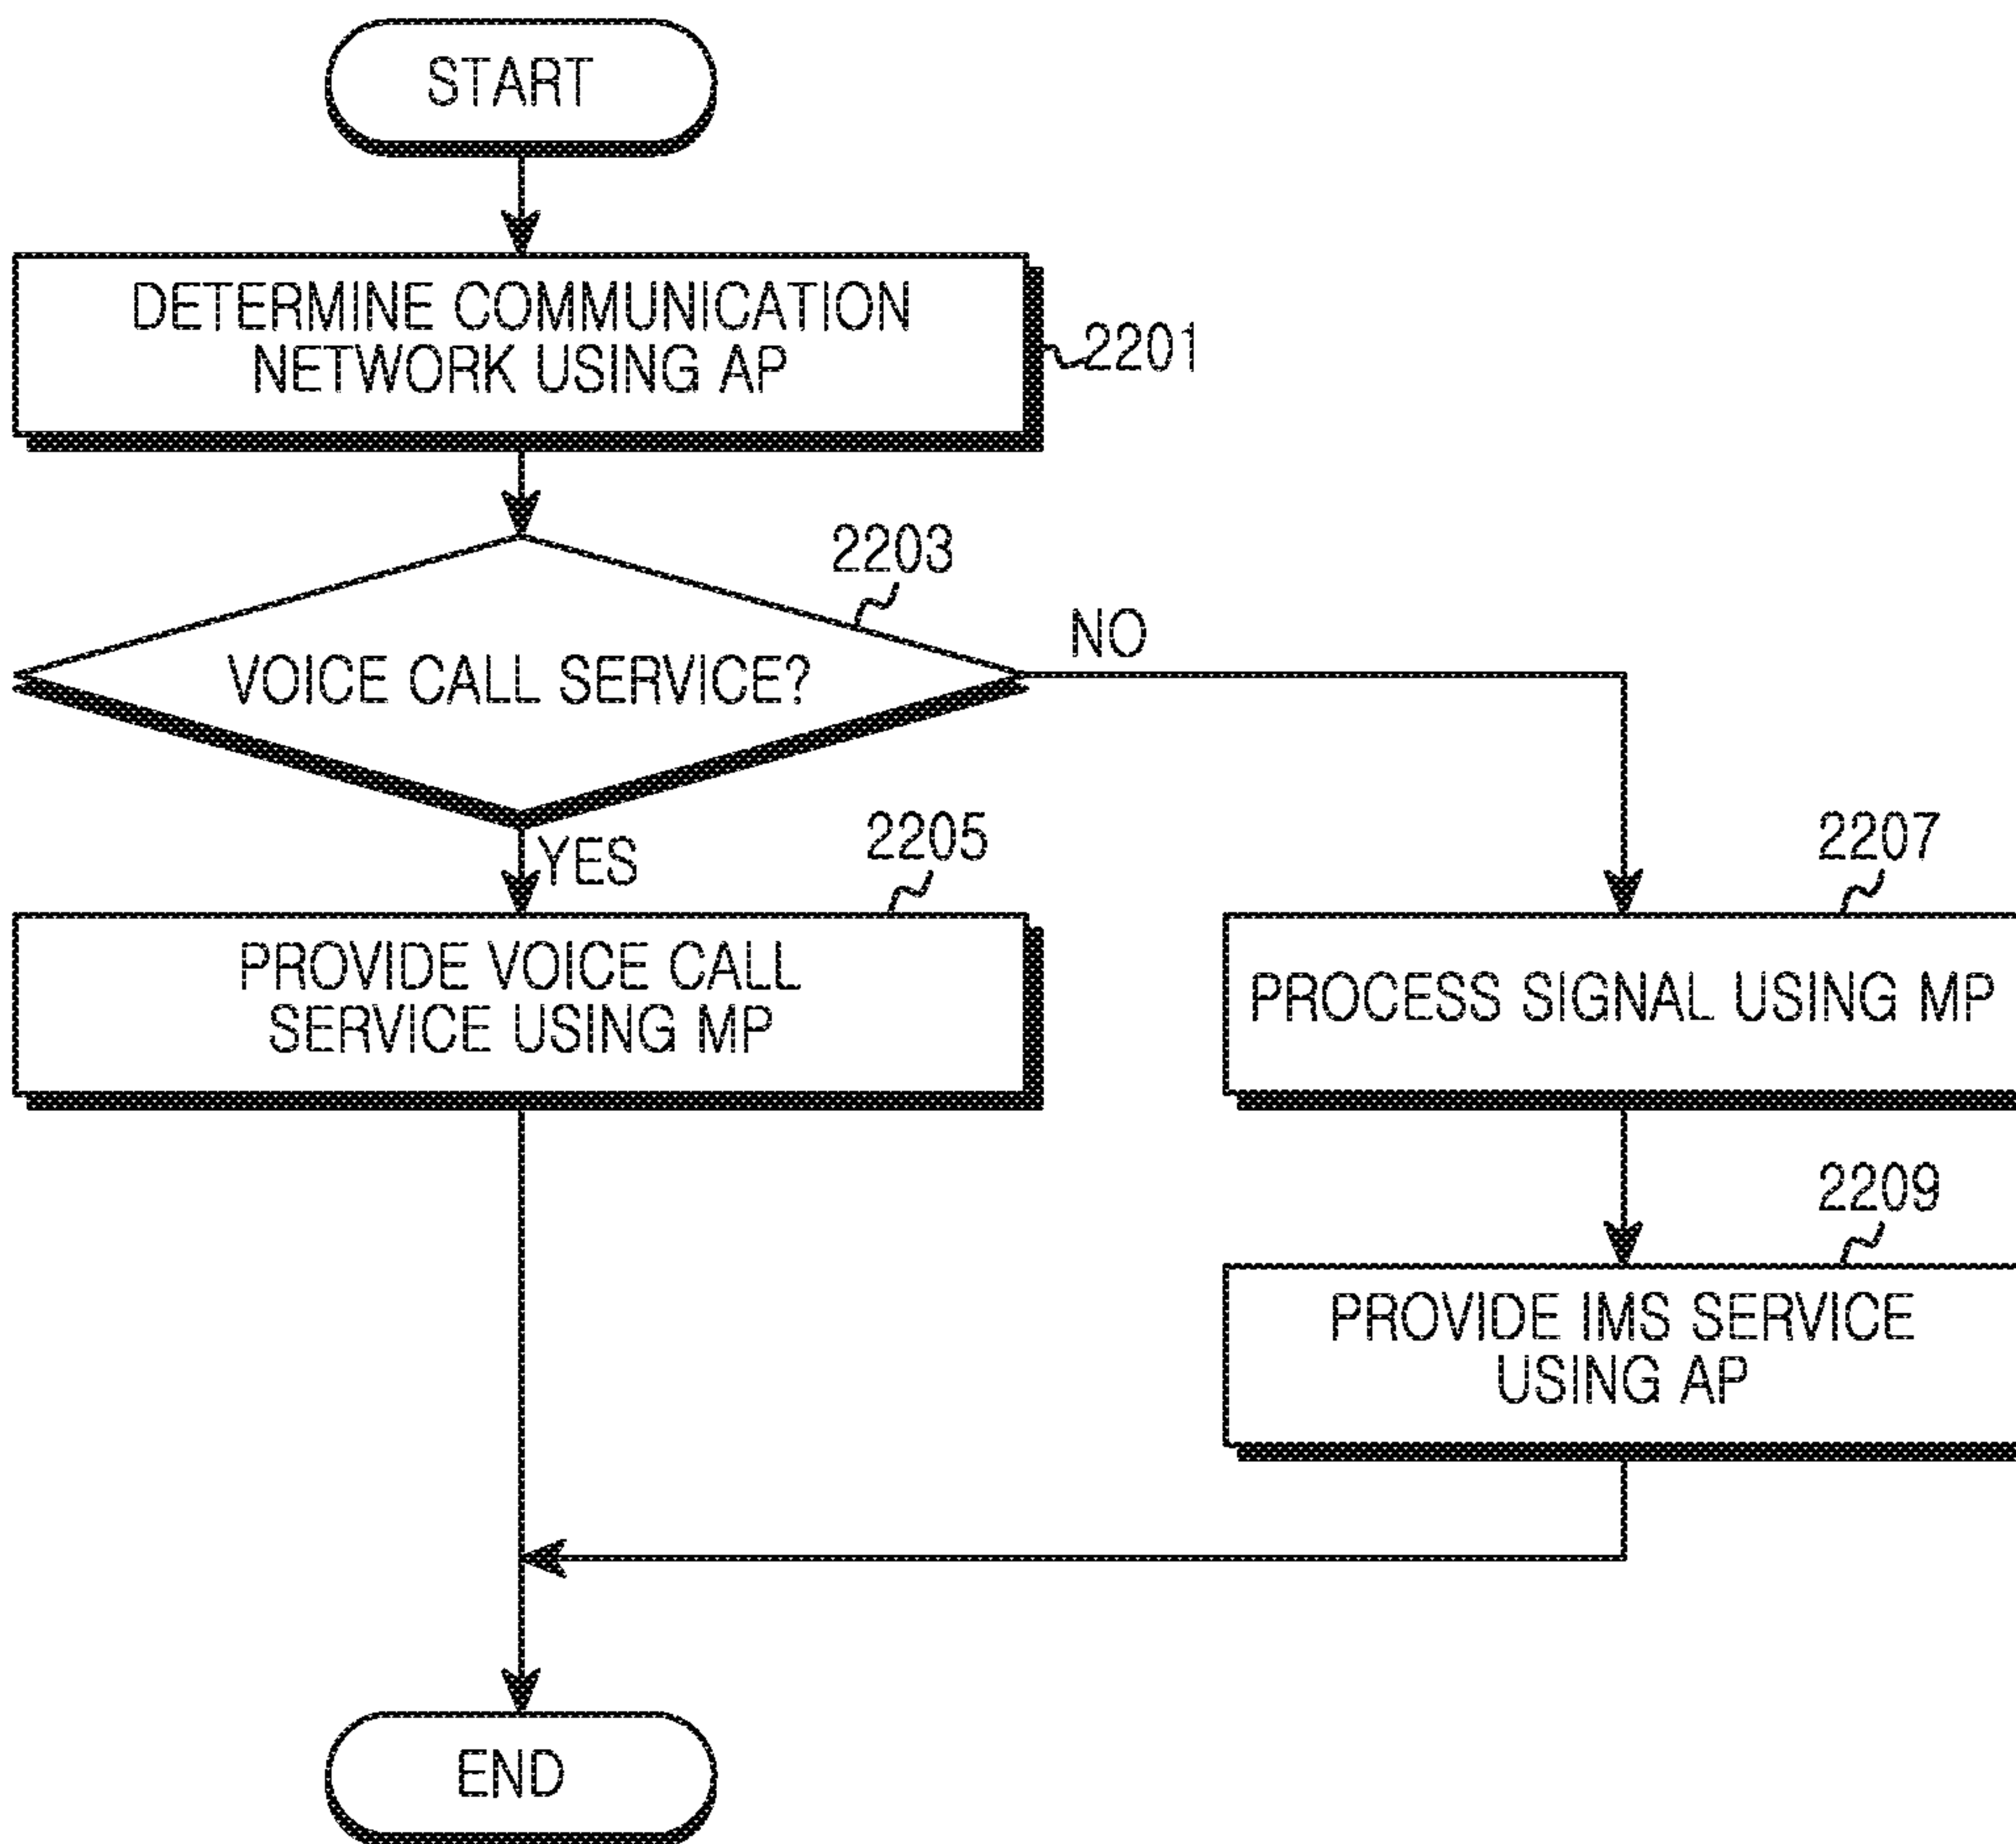 START
DETERMINE COMMUNICATION
NETWORK USING AP
2201
2203
VOICE CALL SERVICE?
NO
YES
2205
PROVIDE VOICE CALL
SERVICE USING MP
2207
PROCESS SIGNAL USING MP
2209
PROVIDE IMS SERVICE
USING AP
END